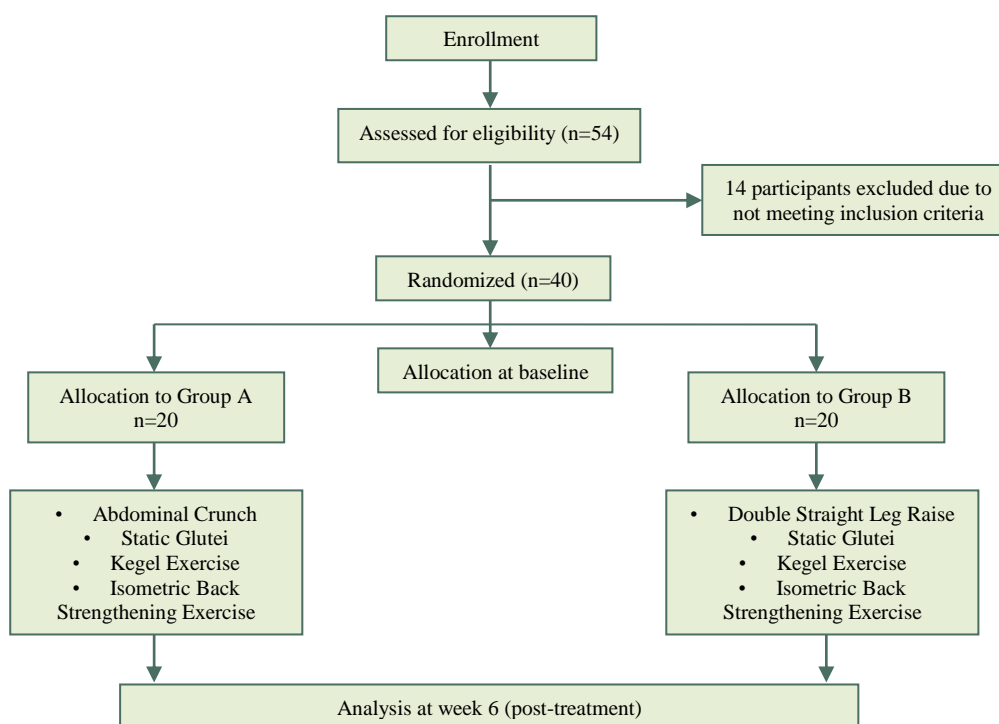 Enrollment
Assessed for eligibility (n=54)
14 participants excluded due to
not meeting inclusion criteria
Randomized (n=40)
Allocation at baseline
Allocation to Group A
n=20
Allocation to Group B
n=20
• Abdominal Crunch
• Static Glutei
• Kegel Exercise
• Isometric Back
Strengthening Exercise
• Double Straight Leg Raise
• Static Glutei
• Kegel Exercise
• Isometric Back
Strengthening Exercise
Analysis at week 6 (post-treatment)